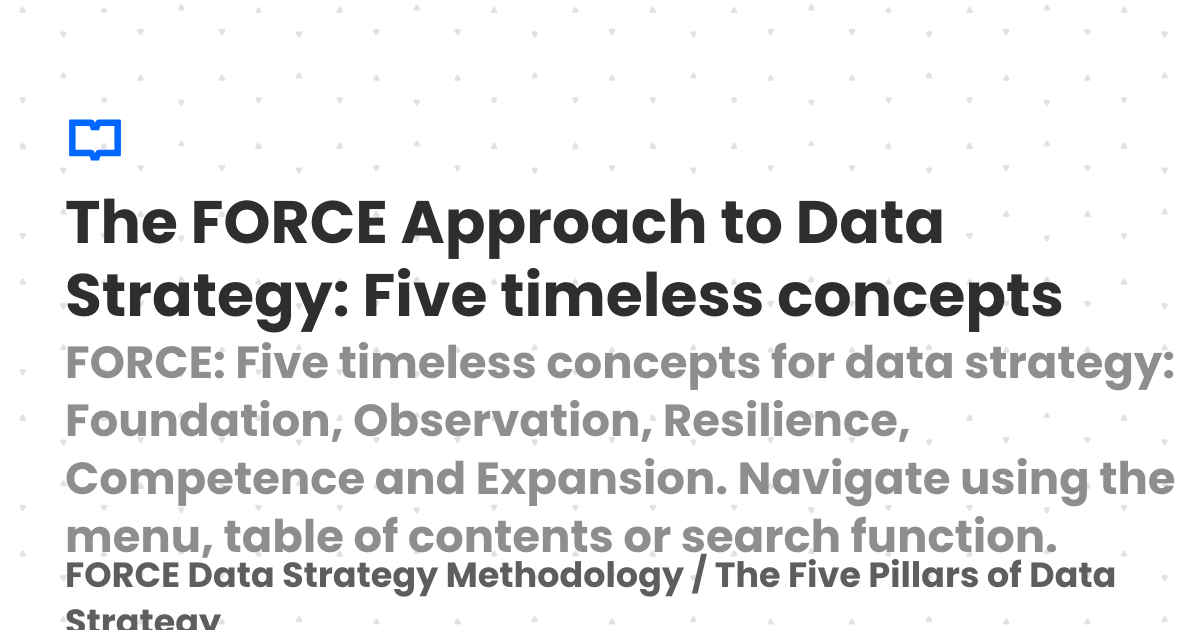 The FORCE Approach to Data
Strategy: Five timeless concepts
FORCE: Five timeless concepts for data strategy:
Foundation, Observation, Resilience,
Competence and Expansion. Navigate using the
menu, table of contents or search function.
FORCE Data Strategy Methodology / The Five Pillars of Data
Strategy